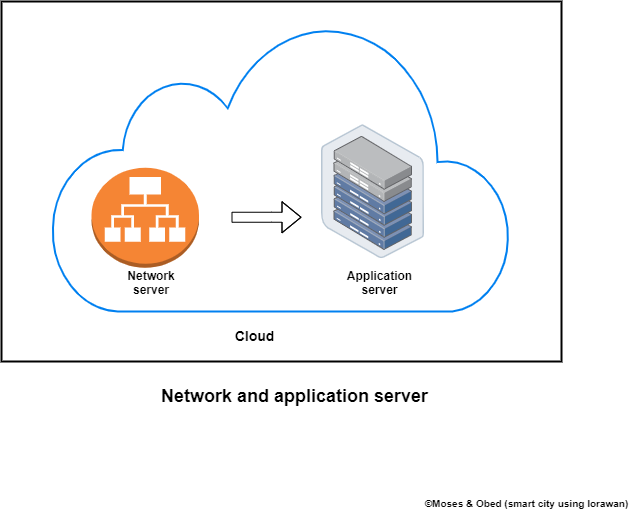 Network
server
Application
server
Cloud
Network and application server
©Moses & Obed (smart city using lorawan)